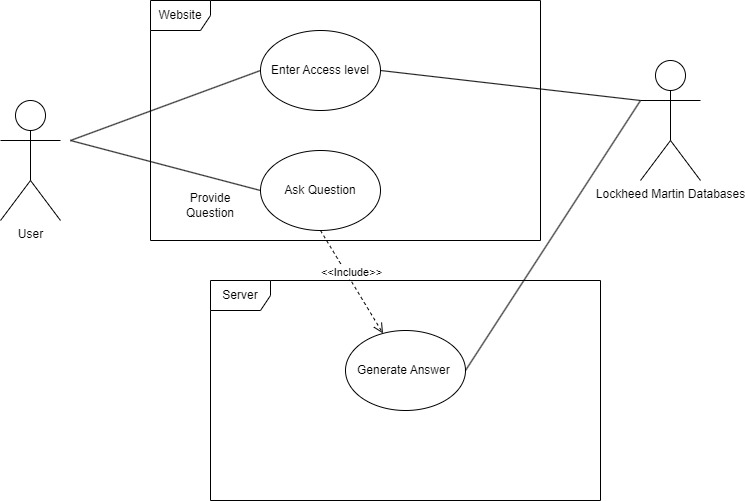 Website
Enter Access level
Ask Question
Provide
Question
User
Lockheed Martin Databases
<<Include>>
Server
Generate Answer